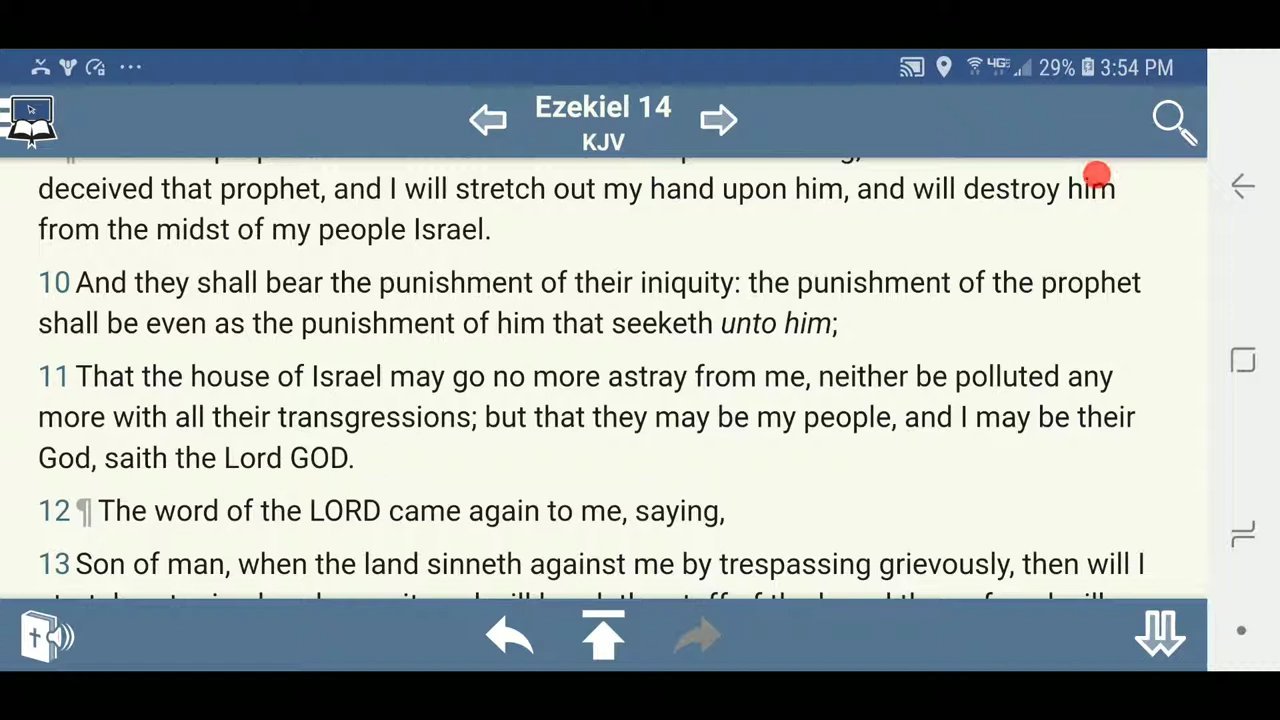 4G 29% 3:54 PM
Ezekiel 14
KJV
deceived that prophet, and I will stretch out my hand upon him, and will destroy him
from the midst of my people Israel.
10 And they shall bear the punishment of their iniquity: the punishment of the prophet
shall be even as the punishment of him that seeketh unto him;
11 That the house of Israel may go no more astray from me, neither be polluted any
more with all their transgressions; but that they may be my people, and I may be their
God, saith the Lord GOD.
12 ¶ The word of the LORD came again to me, saying,
13 Son of man, when the land sinneth against me by trespassing grievously, then will I